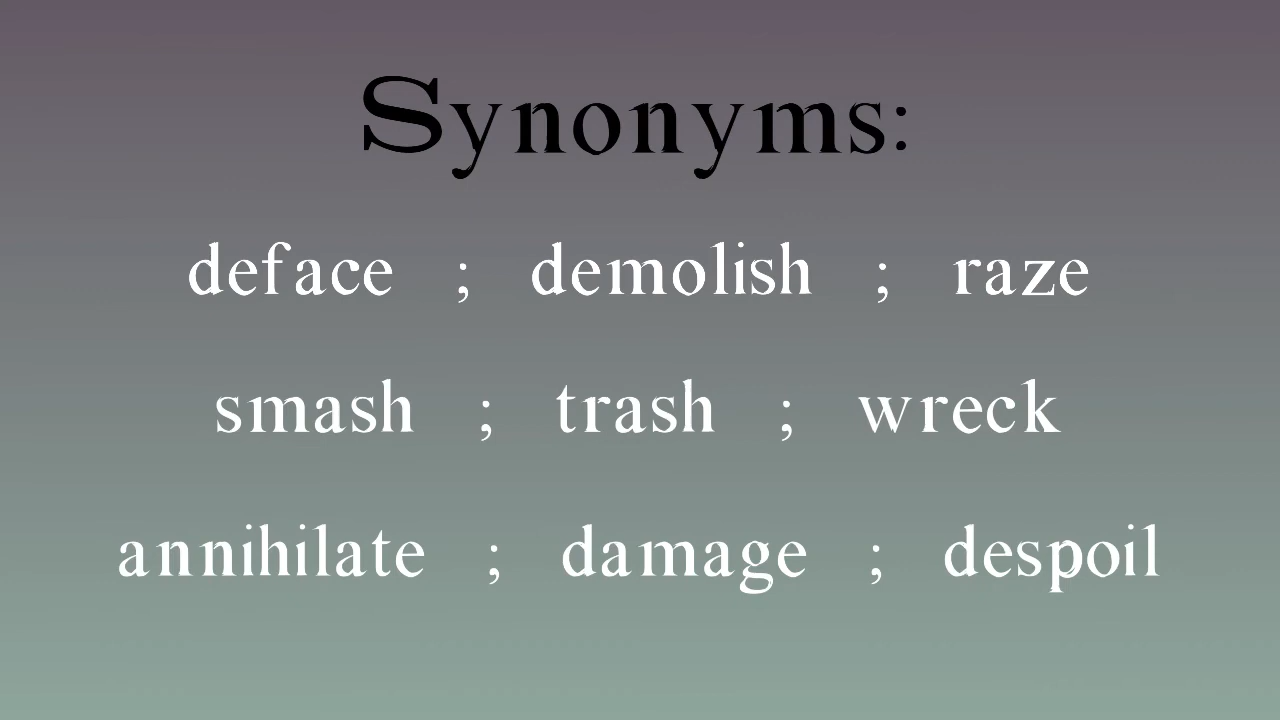 Synonyms:
deface ; demolish ; raze
smash ; trash ; wreck
annihilate ; damage ; despoil